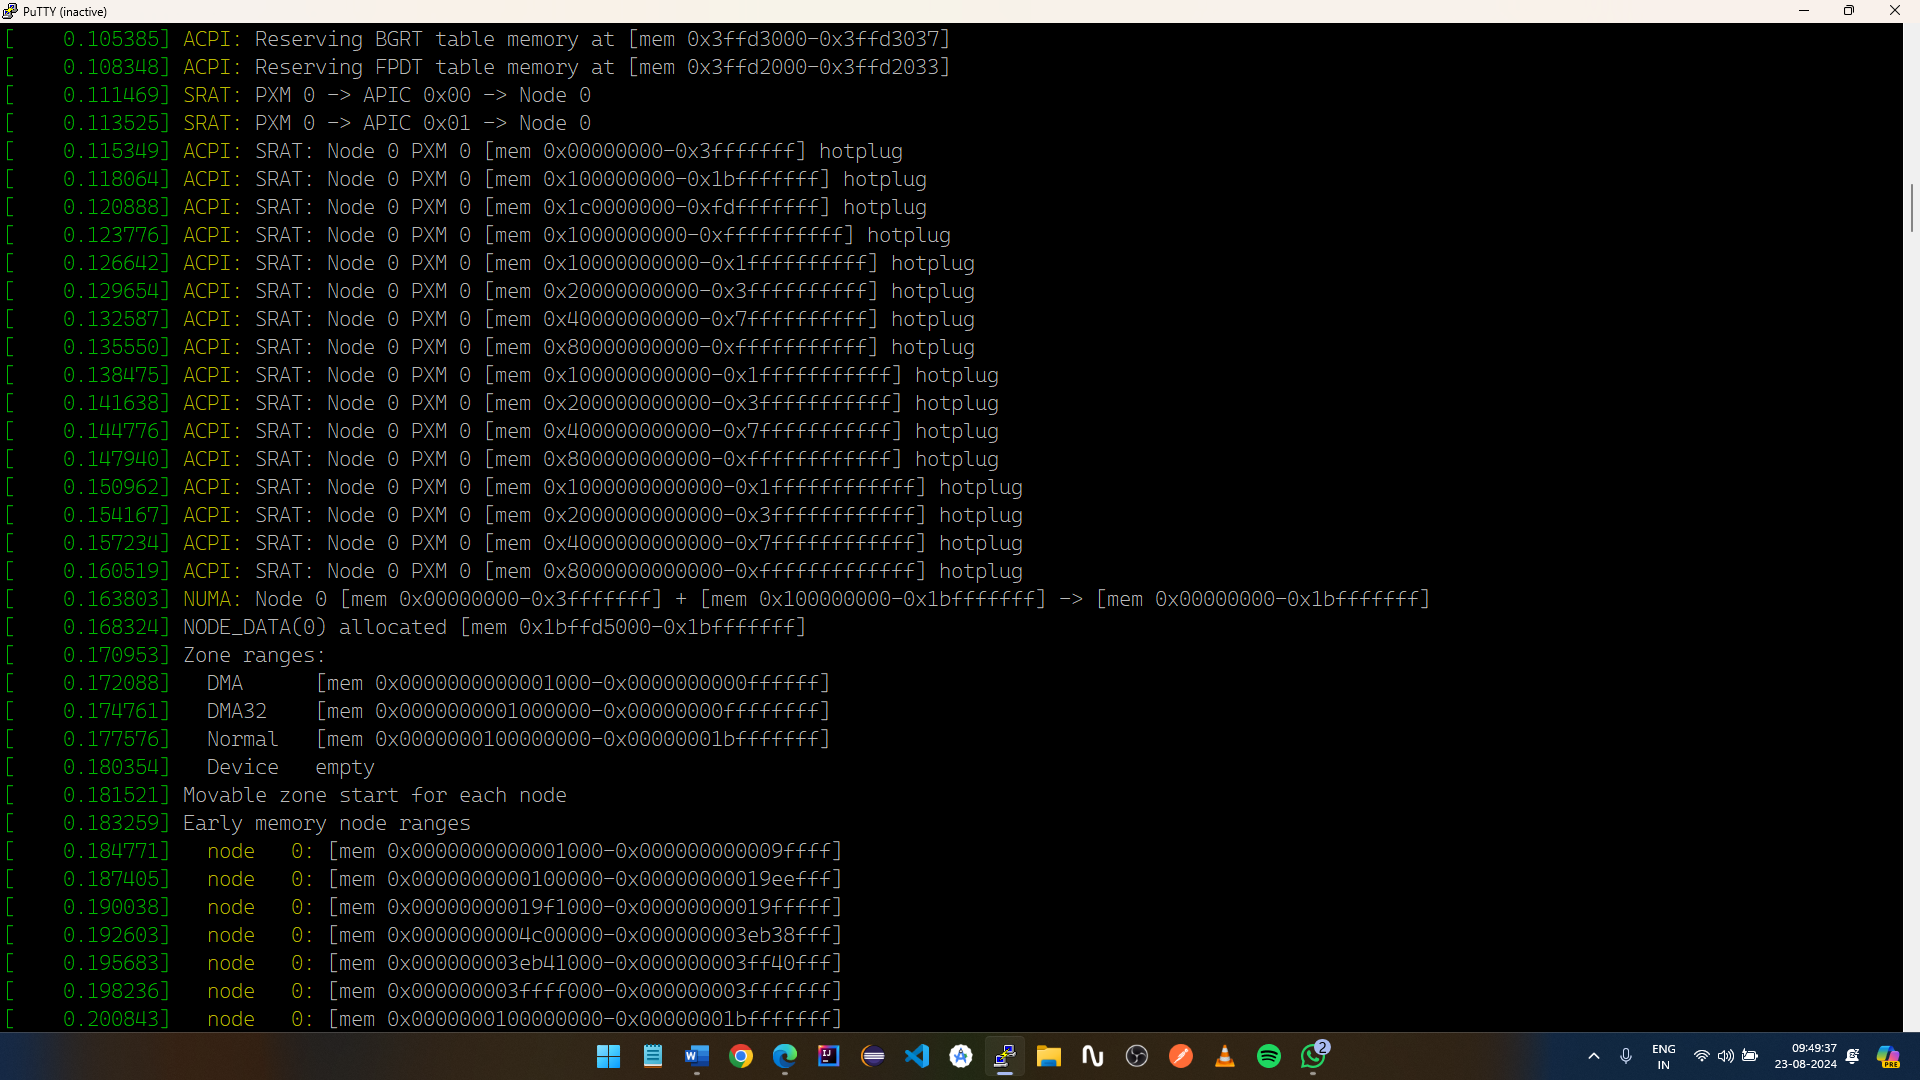 PuTTY (inactive)
[    0.105385] ACPI: Reserving BGRT table memory at [mem 0x3ffd3000-0x3ffd3037]
[    0.108348] ACPI: Reserving FPDT table memory at [mem 0x3ffd2000-0x3ffd2033]
[    0.111469] SRAT: PXM 0 -> APIC 0x00 -> Node 0
[    0.113525] SRAT: PXM 0 -> APIC 0x01 -> Node 0
[    0.115349] ACPI: SRAT: Node 0 PXM 0 [mem 0x00000000-0x3fffffff] hotplug
[    0.118064] ACPI: SRAT: Node 0 PXM 0 [mem 0x100000000-0x1bfffffff] hotplug
[    0.120888] ACPI: SRAT: Node 0 PXM 0 [mem 0x1c0000000-0xfdfffffff] hotplug
[    0.123776] ACPI: SRAT: Node 0 PXM 0 [mem 0x1000000000-0xffffffffff] hotplug
[    0.126642] ACPI: SRAT: Node 0 PXM 0 [mem 0x10000000000-0x1ffffffffff] hotplug
[    0.129654] ACPI: SRAT: Node 0 PXM 0 [mem 0x20000000000-0x3ffffffffff] hotplug
[    0.132587] ACPI: SRAT: Node 0 PXM 0 [mem 0x40000000000-0x7ffffffffff] hotplug
[    0.135550] ACPI: SRAT: Node 0 PXM 0 [mem 0x80000000000-0xfffffffffff] hotplug
[    0.138475] ACPI: SRAT: Node 0 PXM 0 [mem 0x100000000000-0x1fffffffffff] hotplug
[    0.141638] ACPI: SRAT: Node 0 PXM 0 [mem 0x200000000000-0x3fffffffffff] hotplug
[    0.144776] ACPI: SRAT: Node 0 PXM 0 [mem 0x400000000000-0x7fffffffffff] hotplug
[    0.147940] ACPI: SRAT: Node 0 PXM 0 [mem 0x800000000000-0xffffffffffff] hotplug
[    0.150962] ACPI: SRAT: Node 0 PXM 0 [mem 0x1000000000000-0x1ffffffffffff] hotplug
[    0.154167] ACPI: SRAT: Node 0 PXM 0 [mem 0x2000000000000-0x3ffffffffffff] hotplug
[    0.157234] ACPI: SRAT: Node 0 PXM 0 [mem 0x4000000000000-0x7ffffffffffff] hotplug
[    0.160519] ACPI: SRAT: Node 0 PXM 0 [mem 0x8000000000000-0xfffffffffffff] hotplug
[    0.163803] NUMA: Node 0 [mem 0x00000000-0x3fffffff] + [mem 0x100000000-0x1bfffffff] -> [mem 0x00000000-0x1bfffffff]
[    0.168324] NODE_DATA(0) allocated [mem 0x1bffd5000-0x1bfffffff]
[    0.170953] Zone ranges:
[    0.172088]   DMA      [mem 0x0000000000001000-0x0000000000ffffff]
[    0.174761]   DMA32    [mem 0x0000000001000000-0x00000000ffffffff]
[    0.177576]   Normal   [mem 0x0000000100000000-0x00000001bfffffff]
[    0.180354]   Device   empty
[    0.181521] Movable zone start for each node
[    0.183259] Early memory node ranges
[    0.184771]   node   0: [mem 0x0000000000001000-0x000000000009ffff]
[    0.187405]   node   0: [mem 0x0000000000100000-0x00000000019eefff]
[    0.190038]   node   0: [mem 0x00000000019f1000-0x00000000019fffff]
[    0.192603]   node   0: [mem 0x0000000004c00000-0x000000003eb38fff]
[    0.195683]   node   0: [mem 0x000000003eb41000-0x000000003ff40fff]
[    0.198236]   node   0: [mem 0x000000003ffff000-0x000000003fffffff]
[    0.200843]   node   0: [mem 0x0000000100000000-0x00000001bfffffff]
2
ENG
IN
09:49:37
23-08-2024
PRE